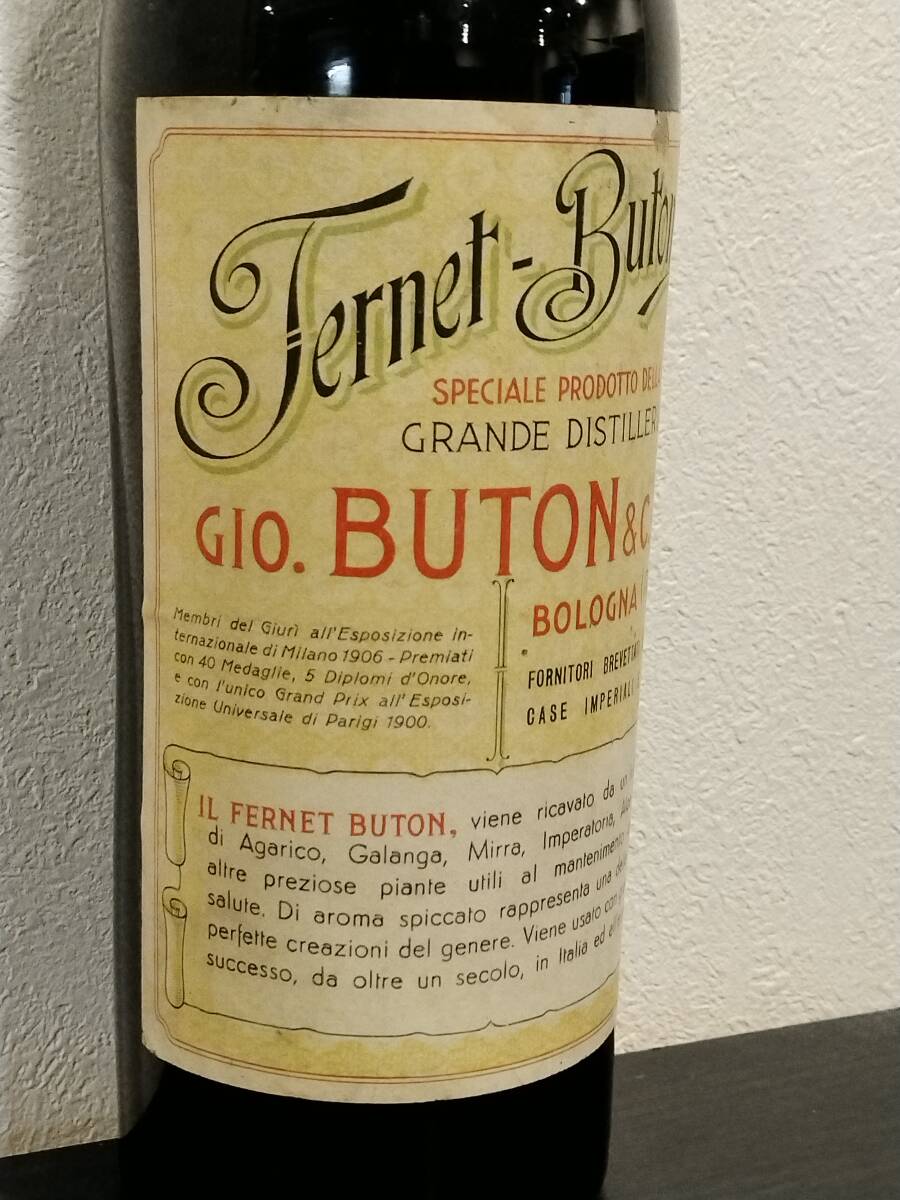 Fernet-Buton
SPECIALE PRODOTTO DELLA
GRANDE DISTILLERI
GIO. BUTON & C.
Membri del Giurì all'Esposizione in-
ternazionale di Milano 1906 - Premiati
con 40 Medaglie, 5 Diplomi d'Onore,
e con l'unico Grand Prix all'Esposi-
zione Universale di Parigi 1900.
BOLOGNA
FORNITORI BREVETTATI
CASE IMPERIALI
IL FERNET BUTON, viene ricavato da un
di Agarico, Galanga, Mirra, Imperatoria,
altre preziose piante utili al mantenimento
salute. Di aroma spiccato rappresenta una
perfette creazioni del genere. Viene usato con
successo, da oltre un secolo, in Italia ed